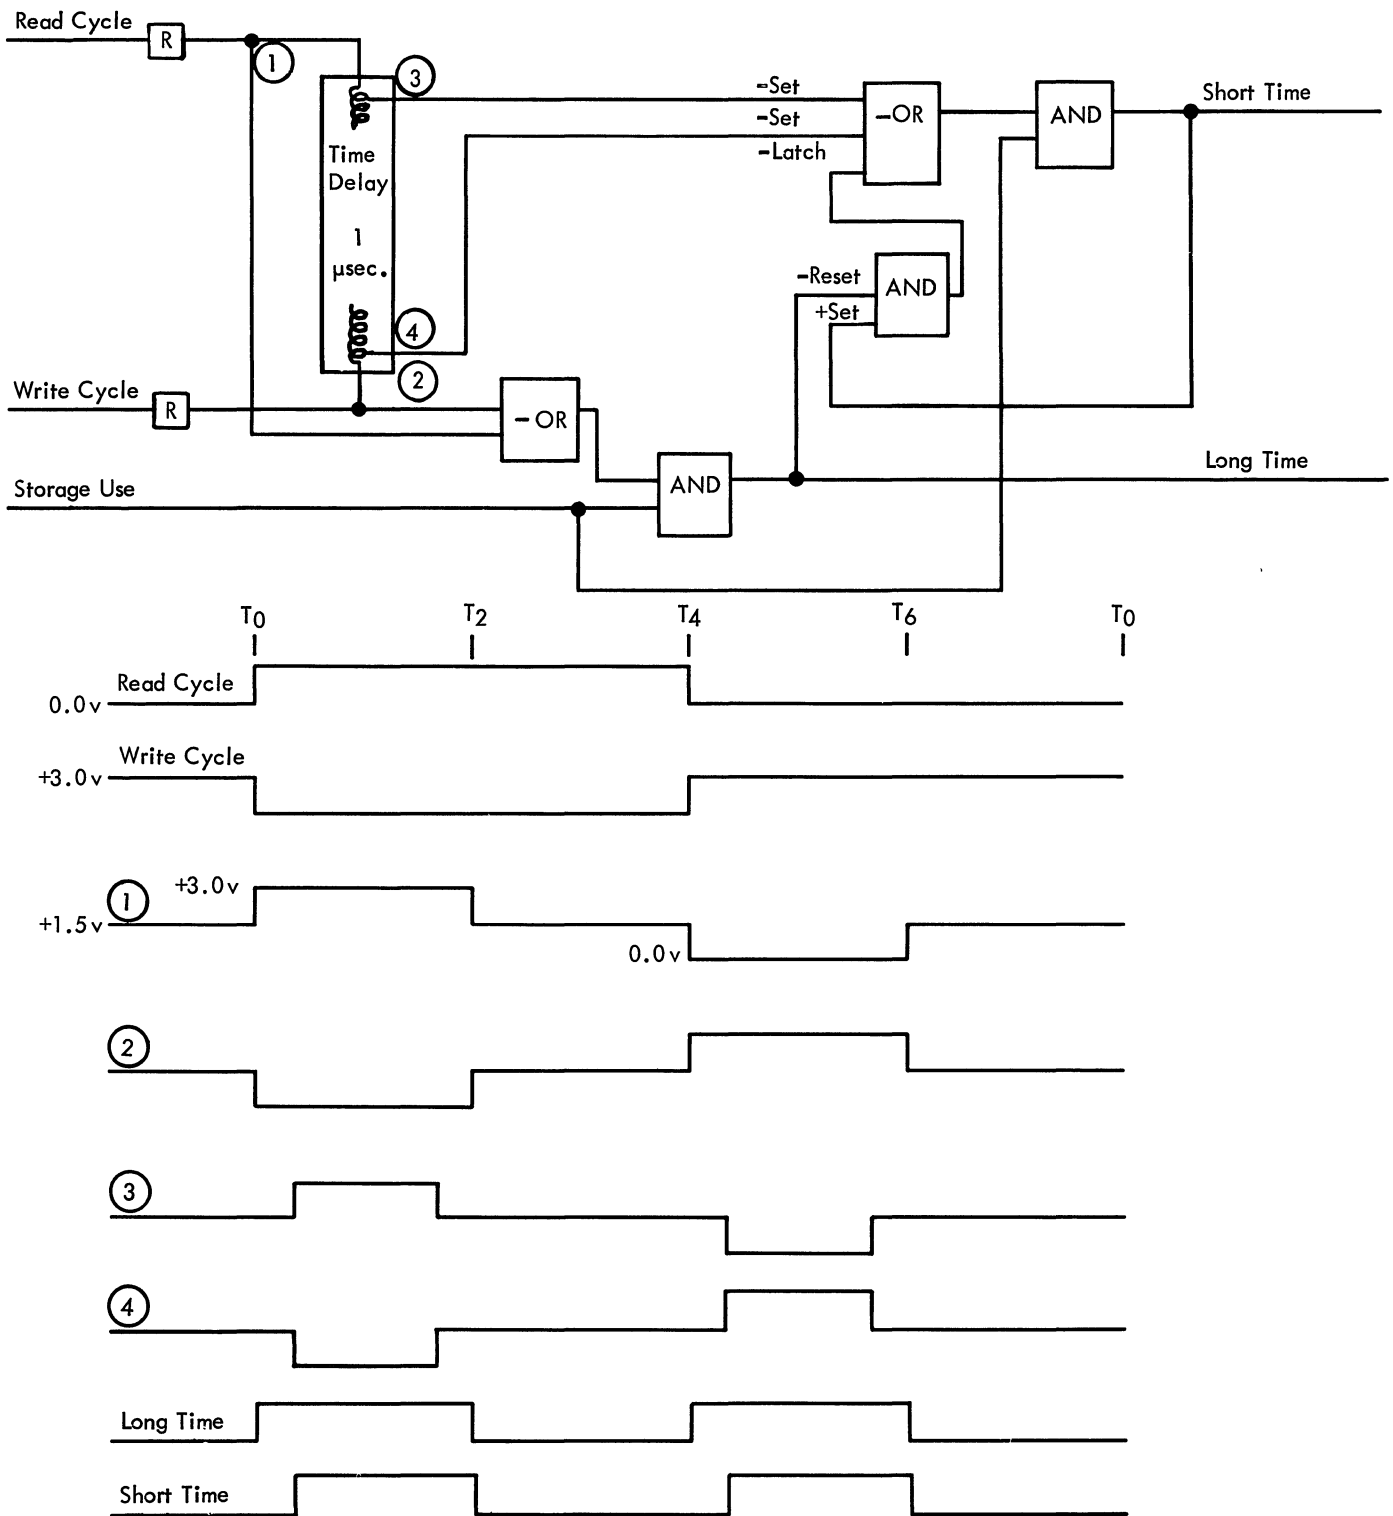 Read Cycle
R
1
3
-Set
-OR
AND
Short Time
-Set
-Latch
Time
Delay
1
μsec.
-Reset
AND
+Set
4
2
Write Cycle
R
-OR
Long Time
Storage Use
AND
T0 T2 T4 T6 T0
Read Cycle
0.0v
Write Cycle
+3.0v
1 +3.0v
+1.5v
0.0v
2
3
4
Long Time
Short Time